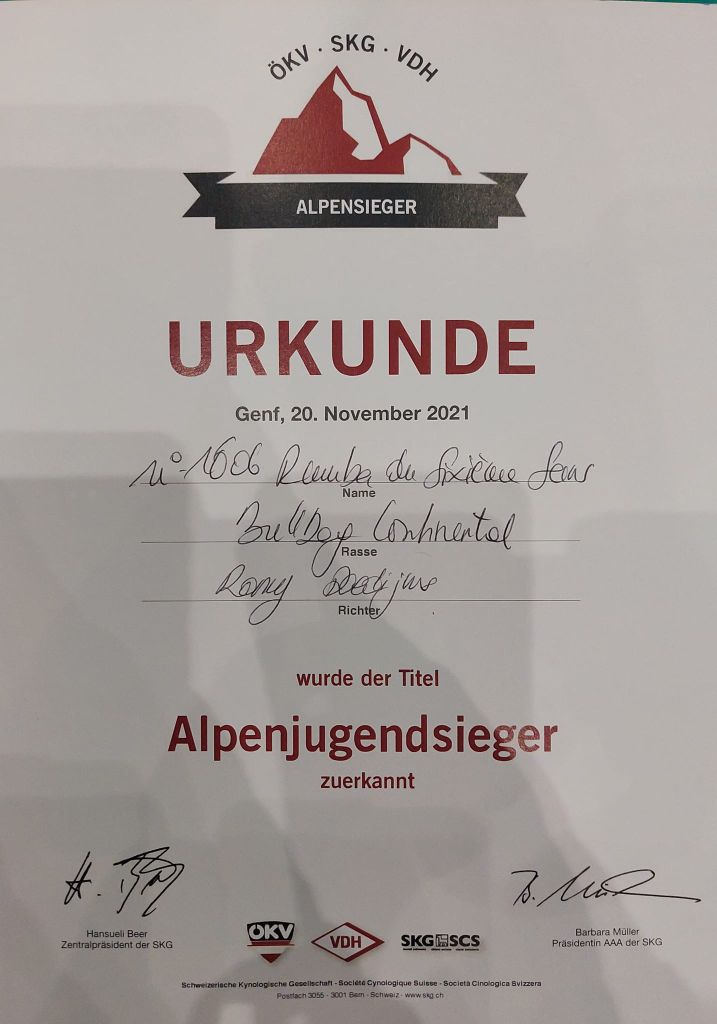 ÖKV · SKG · VDH
ALPENSIEGER
URKUNDE
Genf, 20. November 2021
N°-1606 Rumba du Sixième Sens
Name
BullDog Continental
Rasse
Richter
wurde der Titel
Alpenjugendsieger
zuerkannt
Hansueli Beer
Zentralpräsident der SKG
Barbara Müller
Präsidentin AAA der SKG
ÖKV
VDH
SKG SCS
Schweizerische Kynologische Gesellschaft - Société Cynologique Suisse - Società Cinologica Svizzera
Postfach 3055 - 3001 Bern - Schweiz - www.skg.ch